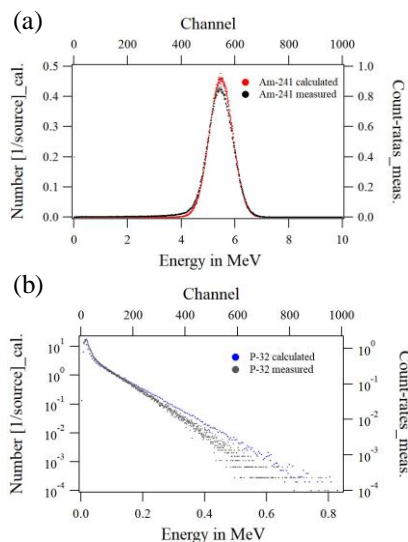 (a)
Channel
0 200 400 600 800 1000
0.5 0.4 0.3 0.2 0.1 0.0
Number [1/source]_cal.
Am-241 calculated
Am-241 measured
1.0 0.8 0.6 0.4 0.2 0.0
Count-ratas_meas.
0 2 4 6 8 10
Energy in MeV
(b)
Channel
0 200 400 600 800 1000
10¹ 10⁰ 10⁻¹ 10⁻² 10⁻³ 10⁻⁴
Number [1/source]_cal.
P-32 calculated
P-32 measured
10⁰ 10⁻¹ 10⁻² 10⁻³ 10⁻⁴
Count-rates_meas.
0.0 0.2 0.4 0.6 0.8
Energy in MeV